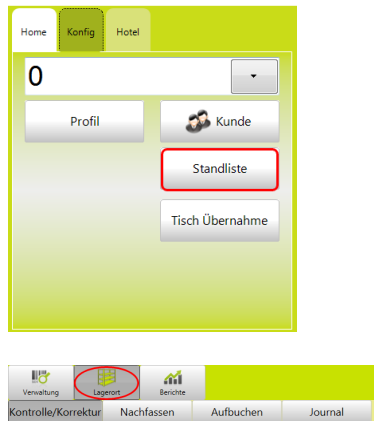 Home Konfig Hotel
0
Profil Kunde
Standliste
Tisch Übernahme
Verwaltung Lagerort Berichte
Kontrolle/Korrektur Nachfassen Aufbuchen Journal